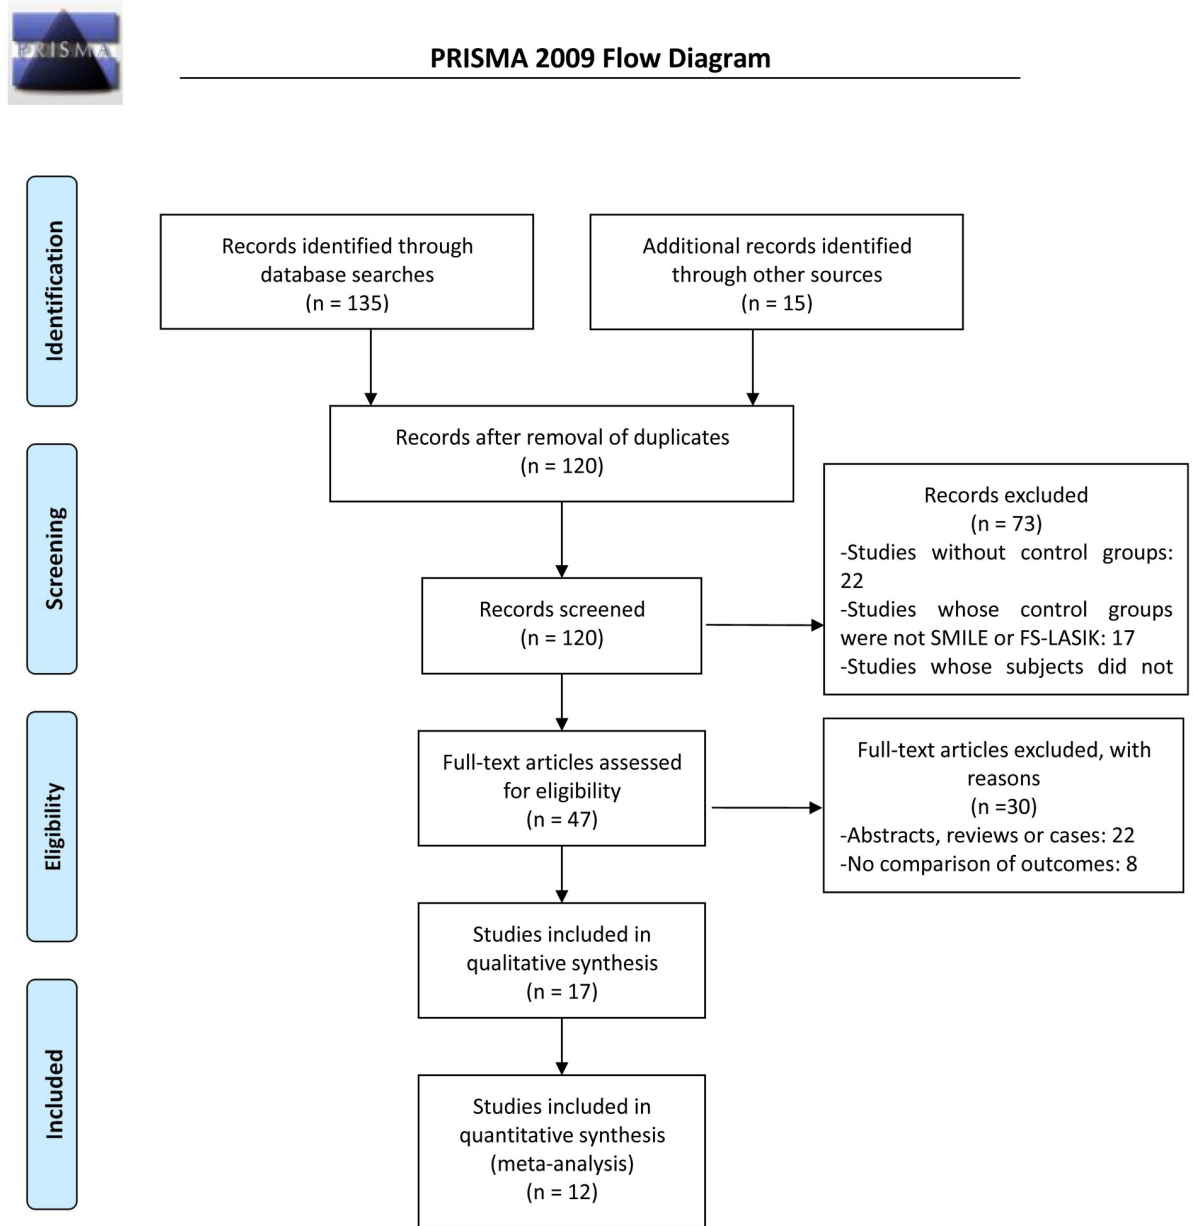 PRISMA
PRISMA 2009 Flow Diagram
Identification
Records identified through
database searches
(n = 135)
Additional records identified
through other sources
(n = 15)
Records after removal of duplicates
(n = 120)
Screening
Records screened
(n = 120)
Records excluded
(n = 73)
-Studies without control groups:
22
-Studies whose control groups
were not SMILE or FS-LASIK: 17
-Studies whose subjects did not
Eligibility
Full-text articles assessed
for eligibility
(n = 47)
Full-text articles excluded, with
reasons
(n =30)
-Abstracts, reviews or cases: 22
-No comparison of outcomes: 8
Studies included in
qualitative synthesis
(n = 17)
Included
Studies included in
quantitative synthesis
(meta-analysis)
(n = 12)